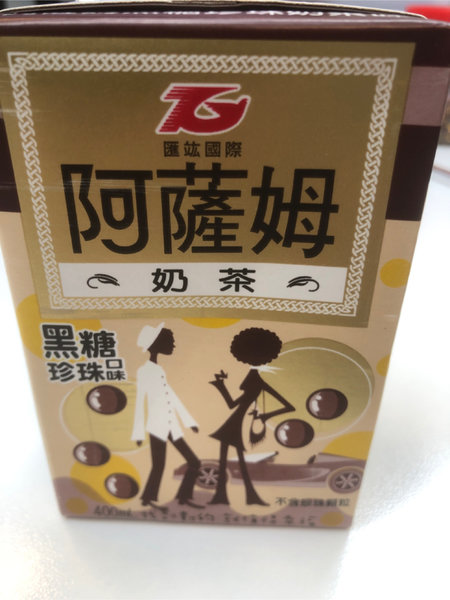 匯竑國際
阿薩姆
奶茶
黑糖
珍珠口味
不含珍珠顆粒
400mL